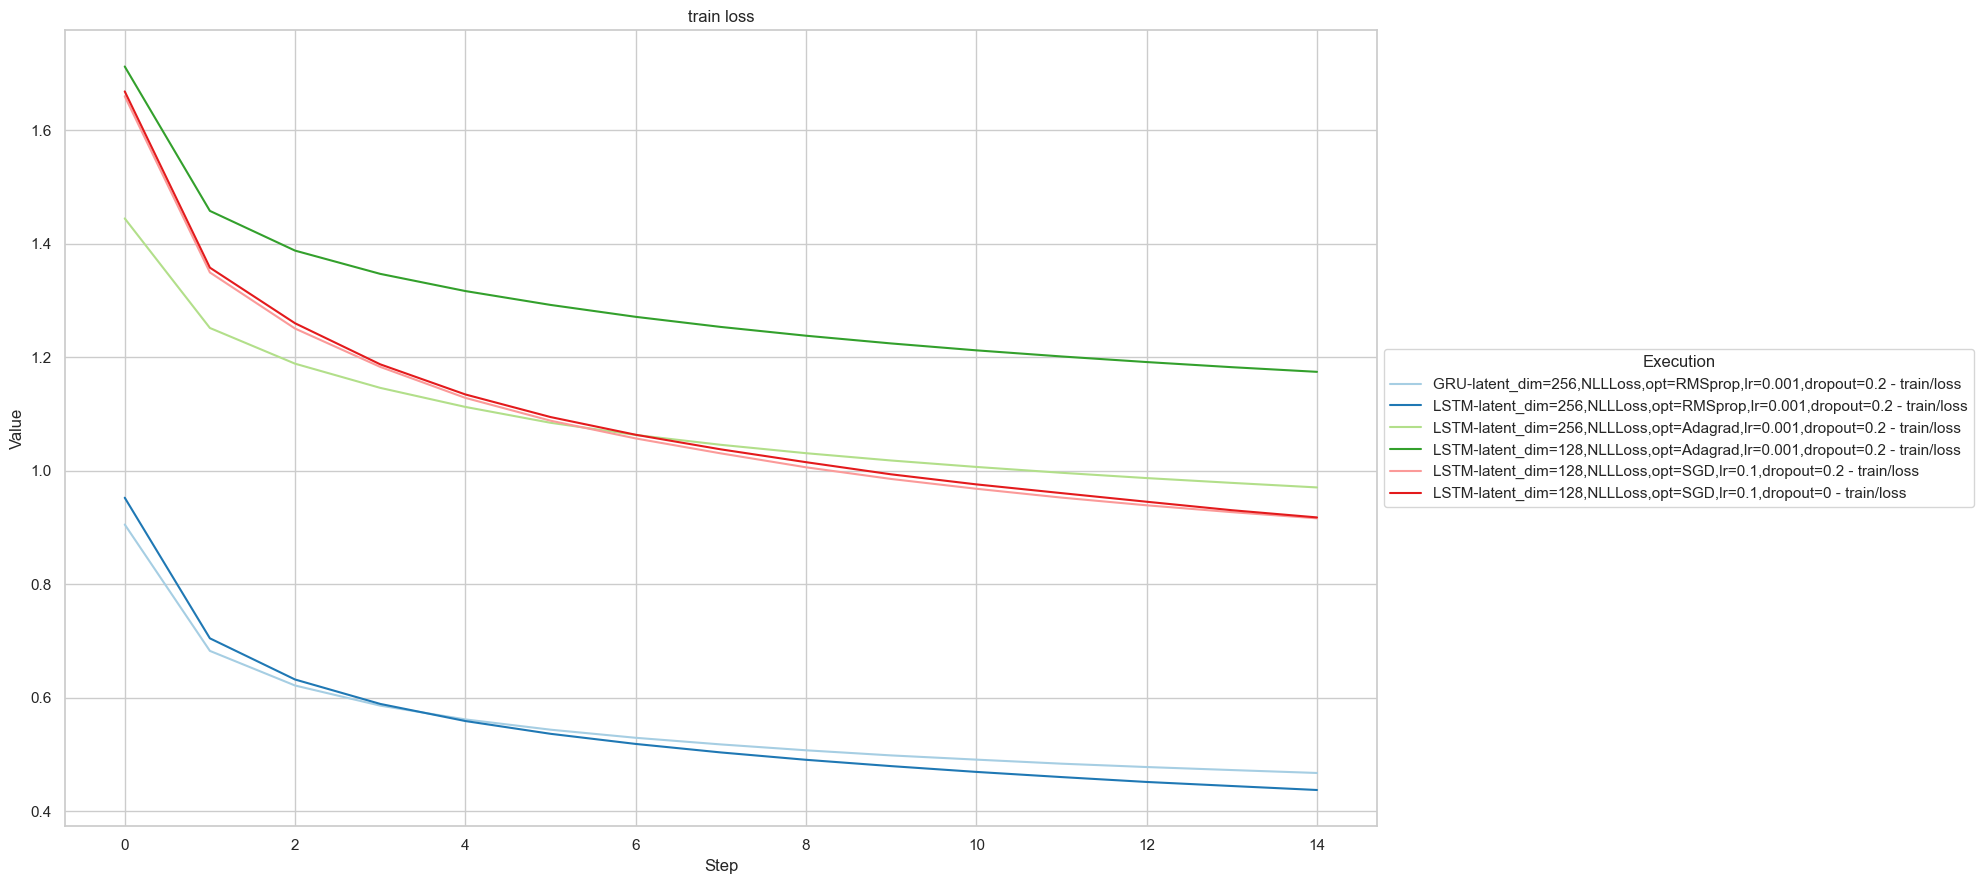 train loss
Value
1.6
1.4
1.2
1.0
0.8
0.6
0.4
0 2 4 6 8 10 12 14
Step
Execution
GRU-latent_dim=256,NLLLoss,opt=RMSprop,lr=0.001,dropout=0.2 - train/loss
LSTM-latent_dim=256,NLLLoss,opt=RMSprop,lr=0.001,dropout=0.2 - train/loss
LSTM-latent_dim=256,NLLLoss,opt=Adagrad,lr=0.001,dropout=0.2 - train/loss
LSTM-latent_dim=128,NLLLoss,opt=Adagrad,lr=0.001,dropout=0.2 - train/loss
LSTM-latent_dim=128,NLLLoss,opt=SGD,lr=0.1,dropout=0.2 - train/loss
LSTM-latent_dim=128,NLLLoss,opt=SGD,lr=0.1,dropout=0 - train/loss